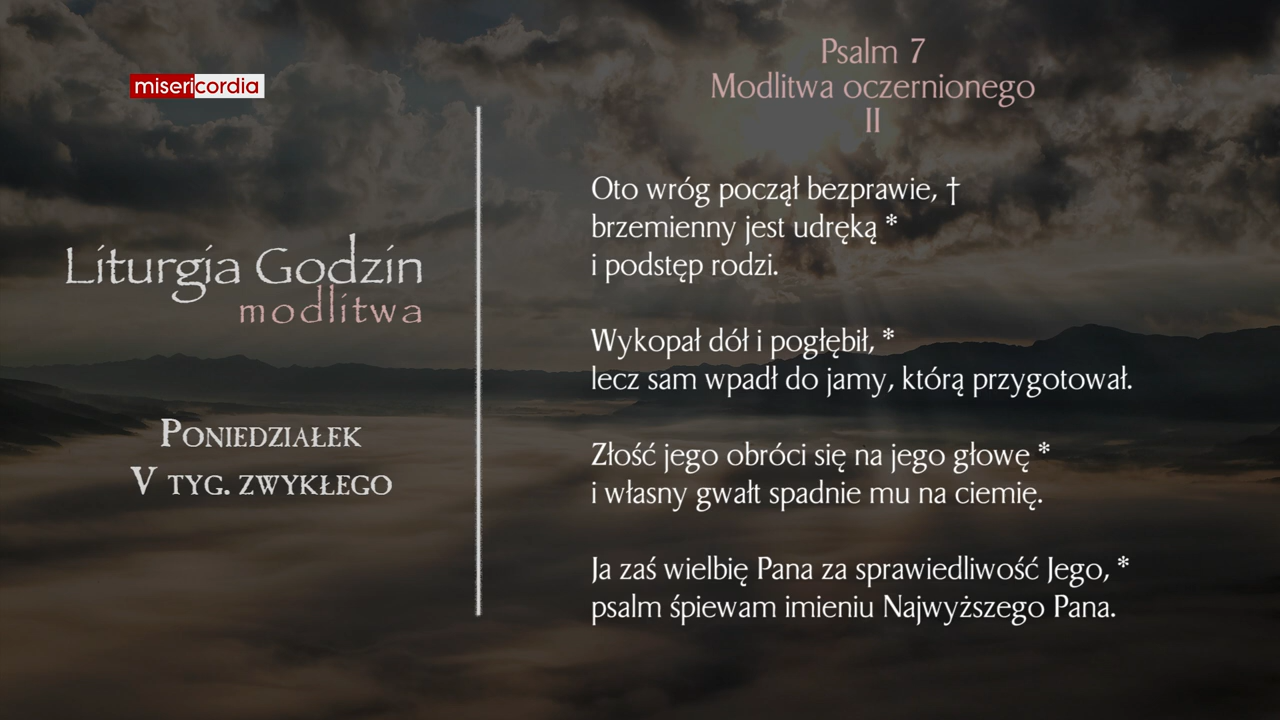 misericordia
Liturgia Godzin
modlitwa
Poniedziałek
V tyg. zwykłego
Psalm 7
Modlitwa oczernionego
II
Oto wróg począł bezprawie, †
brzemienny jest udręką *
i podstęp rodzi.
Wykopał dół i pogłębił, *
lecz sam wpadł do jamy, którą przygotował.
Złość jego obróci się na jego głowę *
i własny gwałt spadnie mu na ciemię.
Ja zaś wielbię Pana za sprawiedliwość Jego, *
psalm śpiewam imieniu Najwyższego Pana.